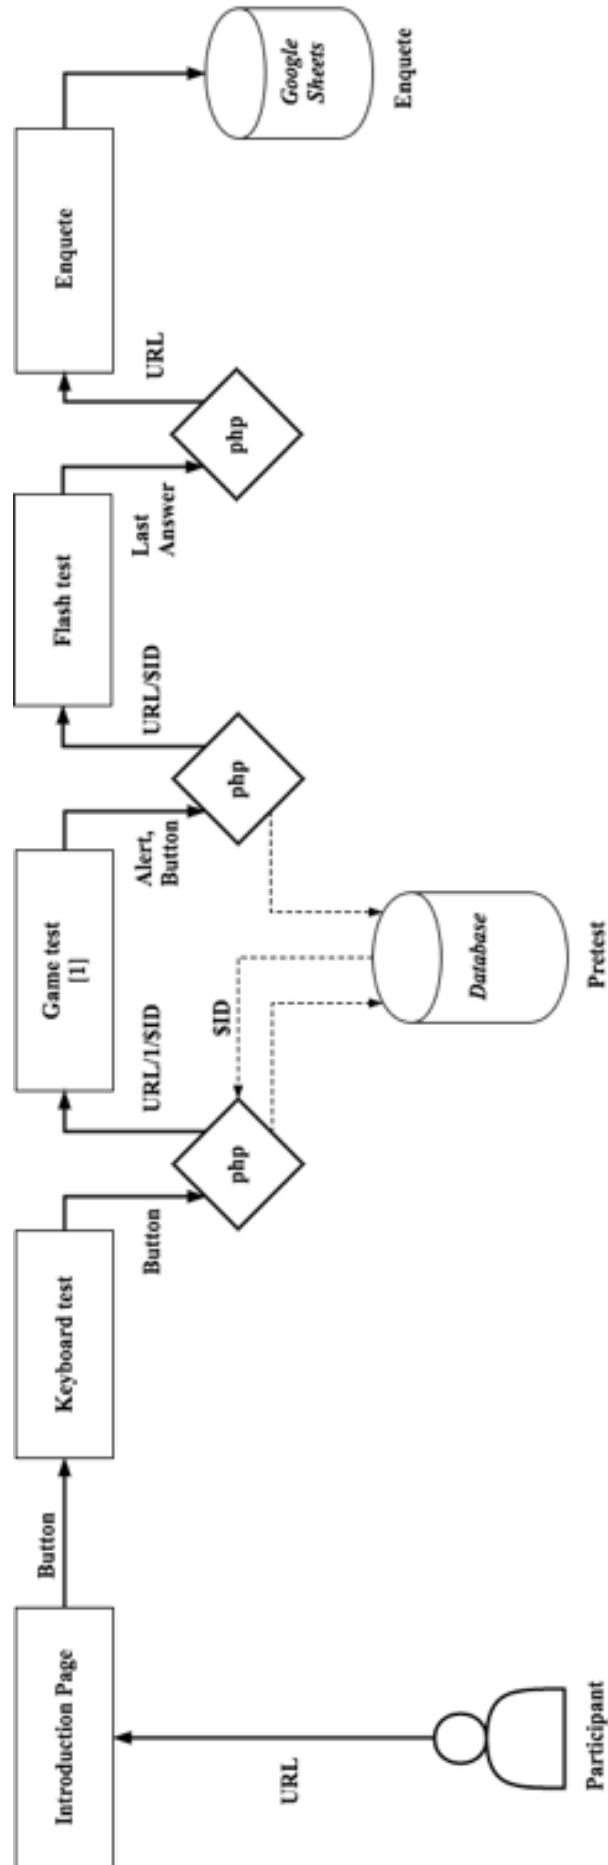 Introduction Page
Button
Keyboard test
Button
URL/1/$ID
Game test
[1]
Alert,
Button
URL/$ID
Flash test
Last
Answer
URL
Enquete
php
php
php
$ID
Google
Sheets
Enquete
Database
Pretest
URL
Participant